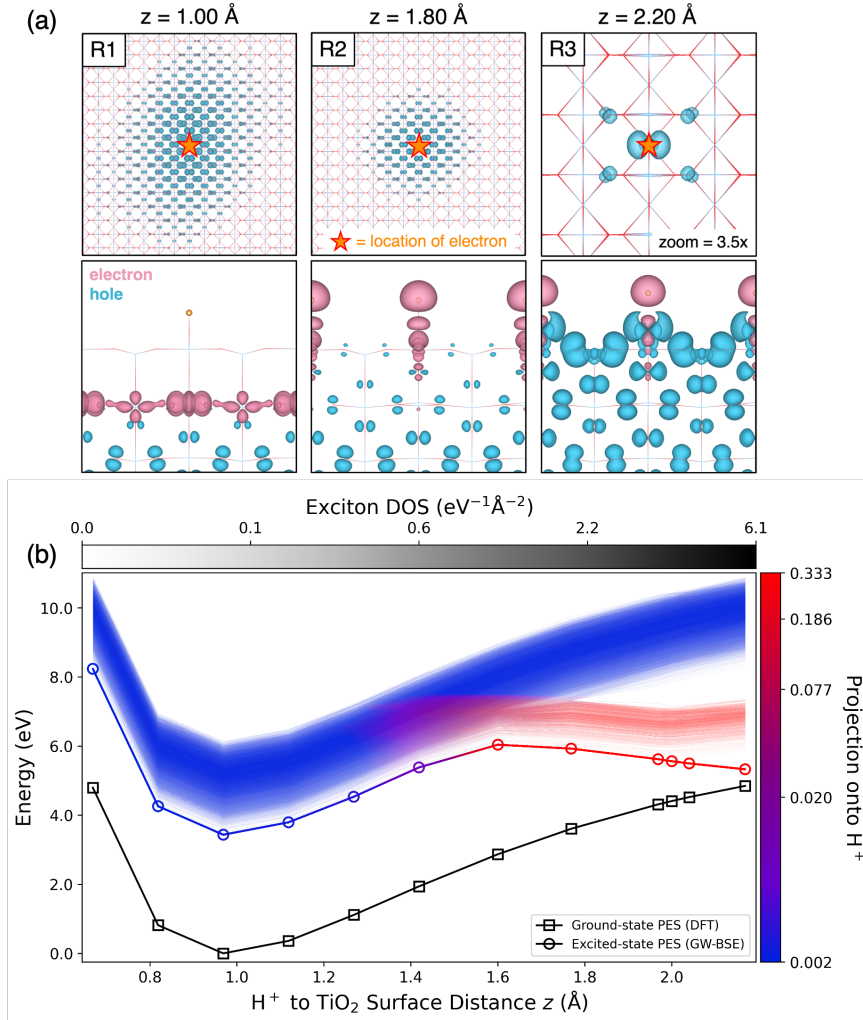 (a)
z = 1.00 Å
z = 1.80 Å
z = 2.20 Å
R1
R2
R3
= location of electron
zoom = 3.5x
electron
hole
Exciton DOS (eV⁻¹Å⁻²)
0.0
0.1
0.6
2.2
6.1
(b)
10.0
8.0
6.0
4.0
2.0
0.0
Energy (eV)
0.333
0.186
0.077
0.020
0.002
Projection onto H⁺
Ground-state PES (DFT)
Excited-state PES (GW-BSE)
0.8
1.0
1.2
1.4
1.6
1.8
2.0
H⁺ to TiO₂ Surface Distance z (Å)